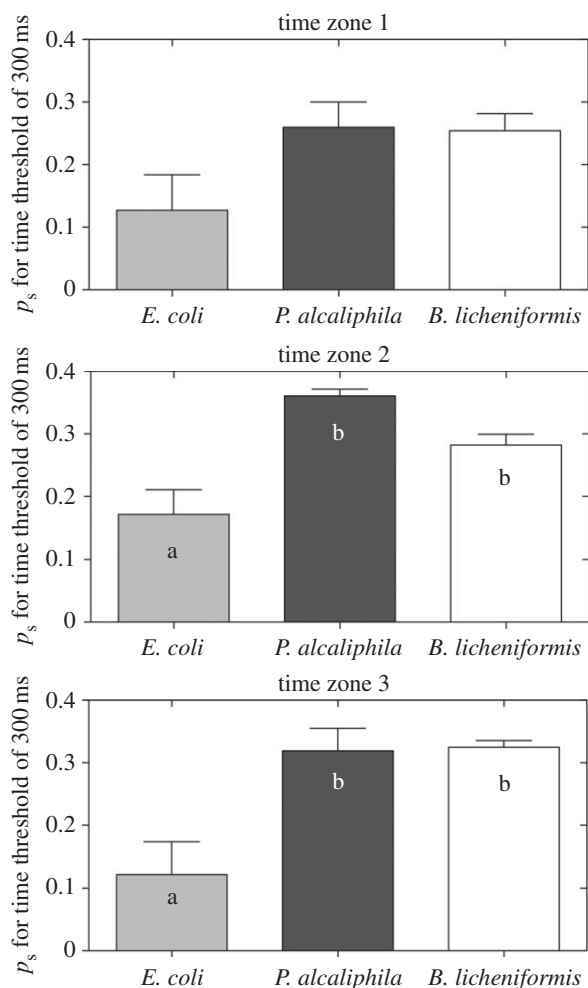 time zone 1
p_s for time threshold of 300 ms
0.4
0.3
0.2
0.1
0
E. coli P. alcaliphila B. licheniformis
time zone 2
p_s for time threshold of 300 ms
0.4
0.3
0.2
0.1
0
a b b
E. coli P. alcaliphila B. licheniformis
time zone 3
p_s for time threshold of 300 ms
0.4
0.3
0.2
0.1
0
a b b
E. coli P. alcaliphila B. licheniformis